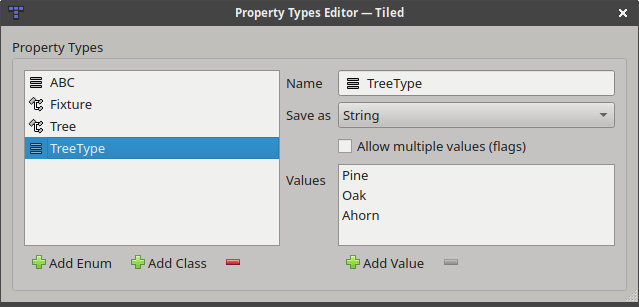 Property Types Editor — Tiled
Property Types
ABC
Fixture
Tree
TreeType
Add Enum
Add Class
Name
TreeType
Save as
String
Allow multiple values (flags)
Values
Pine
Oak
Ahorn
Add Value